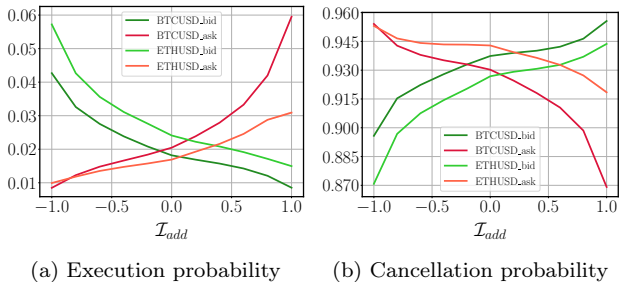 0.06
0.05
0.04
0.03
0.02
0.01
BTCUSD_bid
BTCUSD_ask
ETHUSD_bid
ETHUSD_ask
−1.0 −0.5 0.0 0.5 1.0
I_add
(a) Execution probability
0.960
0.945
0.930
0.915
0.900
0.885
0.870
BTCUSD_bid
BTCUSD_ask
ETHUSD_bid
ETHUSD_ask
−1.0 −0.5 0.0 0.5 1.0
I_add
(b) Cancellation probability